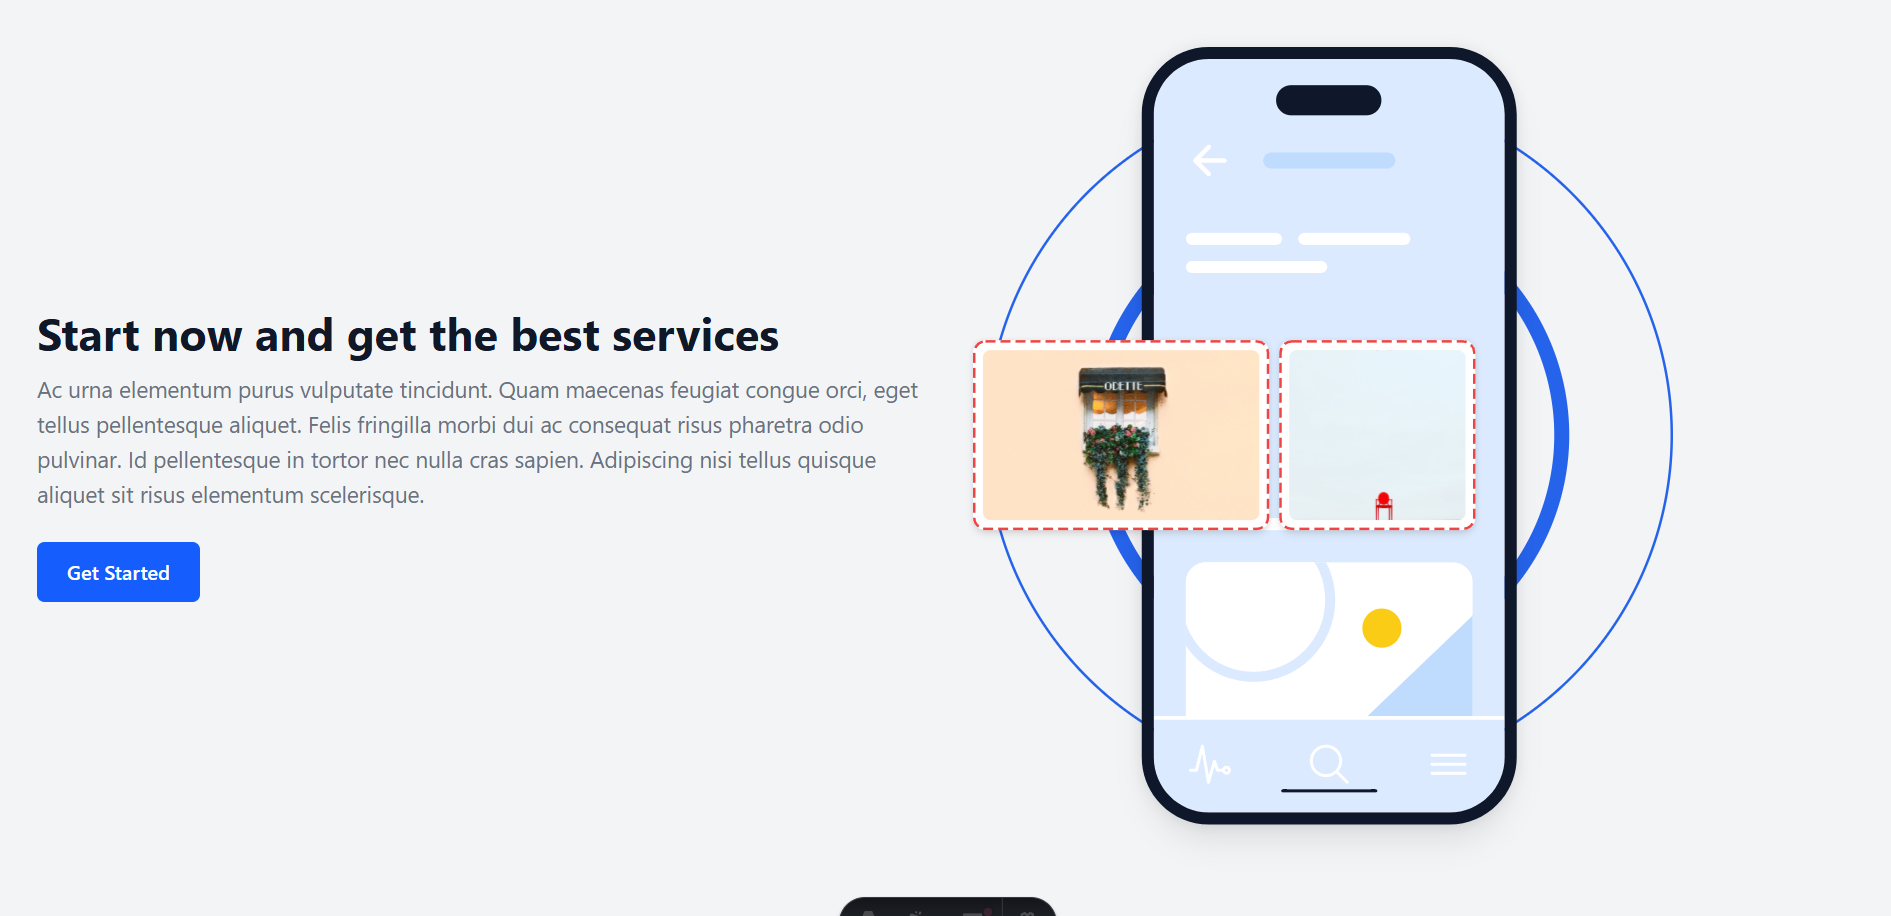 Start now and get the best services
Ac urna elementum purus vulputate tincidunt. Quam maecenas feugiat congue orci, eget
tellus pellentesque aliquet. Felis fringilla morbi dui ac consequat risus pharetra odio
pulvinar. Id pellentesque in tortor nec nulla cras sapien. Adipiscing nisi tellus quisque
aliquet sit risus elementum scelerisque.
Get Started
ODETTE